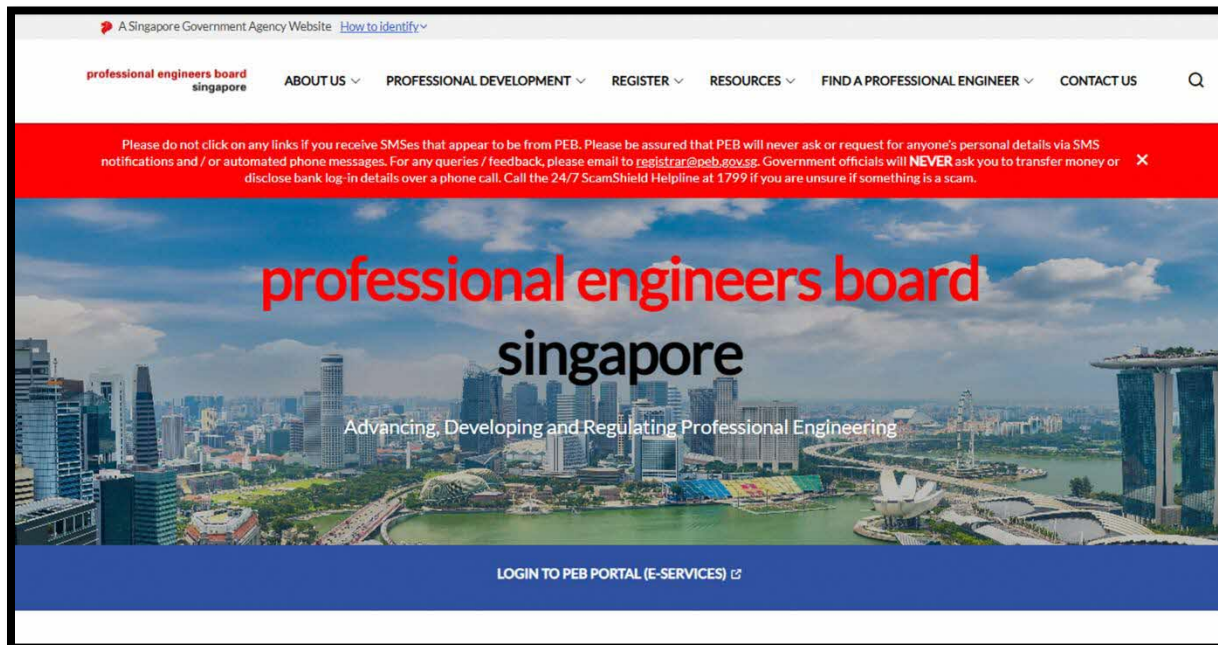 A Singapore Government Agency Website How to identify
professional engineers board
singapore
ABOUT US PROFESSIONAL DEVELOPMENT REGISTER RESOURCES FIND A PROFESSIONAL ENGINEER CONTACT US
Please do not click on any links if you receive SMSes that appear to be from PEB. Please be assured that PEB will never ask or request for anyone's personal details via SMS
notifications and / or automated phone messages. For any queries / feedback, please email to registrar@peb.gov.sg. Government officials will NEVER ask you to transfer money or
disclose bank log-in details over a phone call. Call the 24/7 ScamShield Helpline at 1799 if you are unsure if something is a scam.
professional engineers board
singapore
Advancing, Developing and Regulating Professional Engineering
LOGIN TO PEB PORTAL (E-SERVICES)